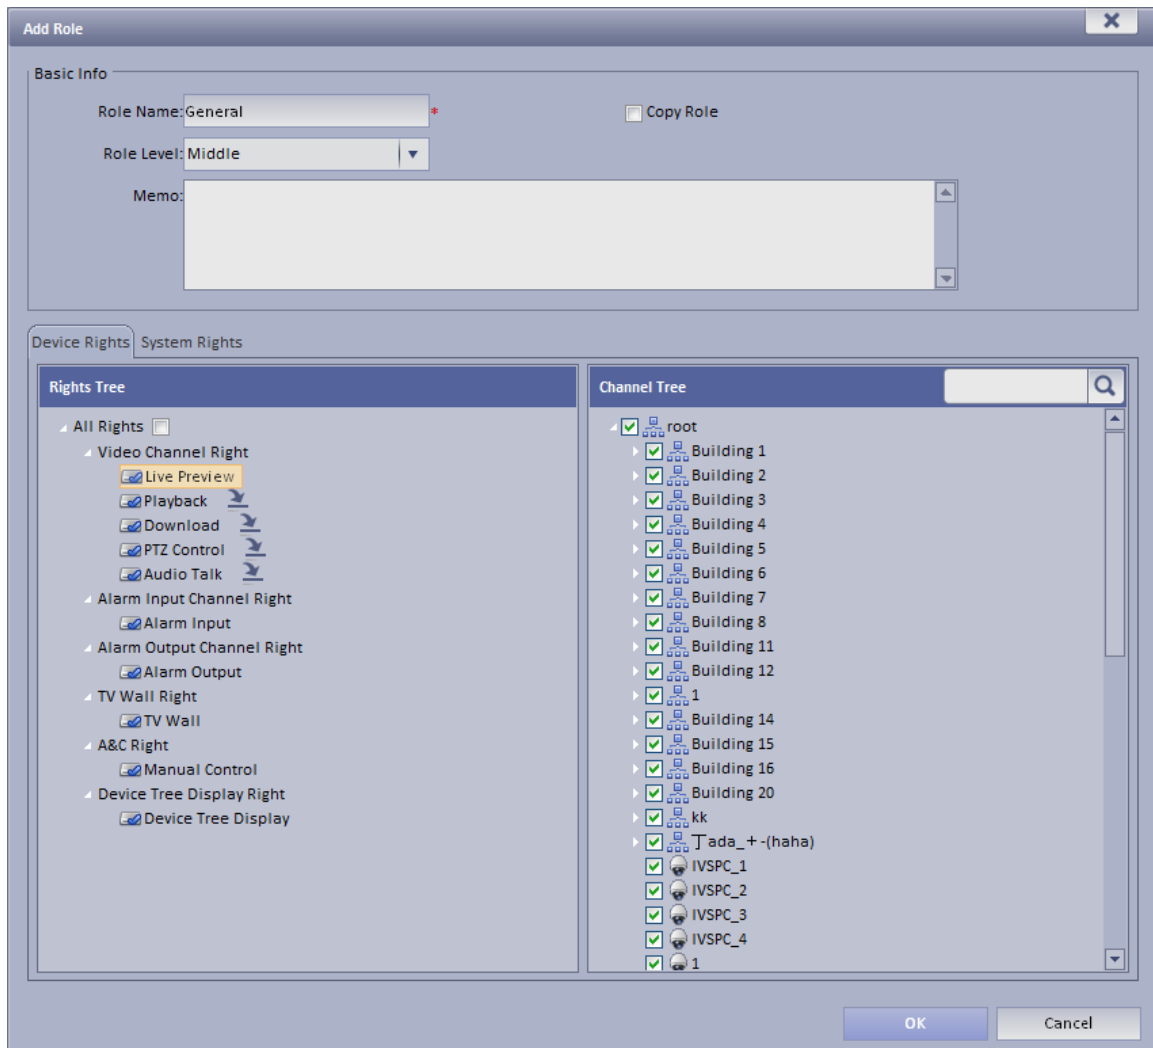 Add Role
Basic Info
Role Name: General *
Copy Role
Role Level: Middle
Memo:
Device Rights System Rights
Rights Tree
All Rights
Video Channel Right
Live Preview
Playback
Download
PTZ Control
Audio Talk
Alarm Input Channel Right
Alarm Input
Alarm Output Channel Right
Alarm Output
TV Wall Right
TV Wall
A&C Right
Manual Control
Device Tree Display Right
Device Tree Display
Channel Tree
root
Building 1
Building 2
Building 3
Building 4
Building 5
Building 6
Building 7
Building 8
Building 11
Building 12
1
Building 14
Building 15
Building 16
Building 20
kk
丁ada_+-(haha)
IVSPC_1
IVSPC_2
IVSPC_3
IVSPC_4
1
OK Cancel